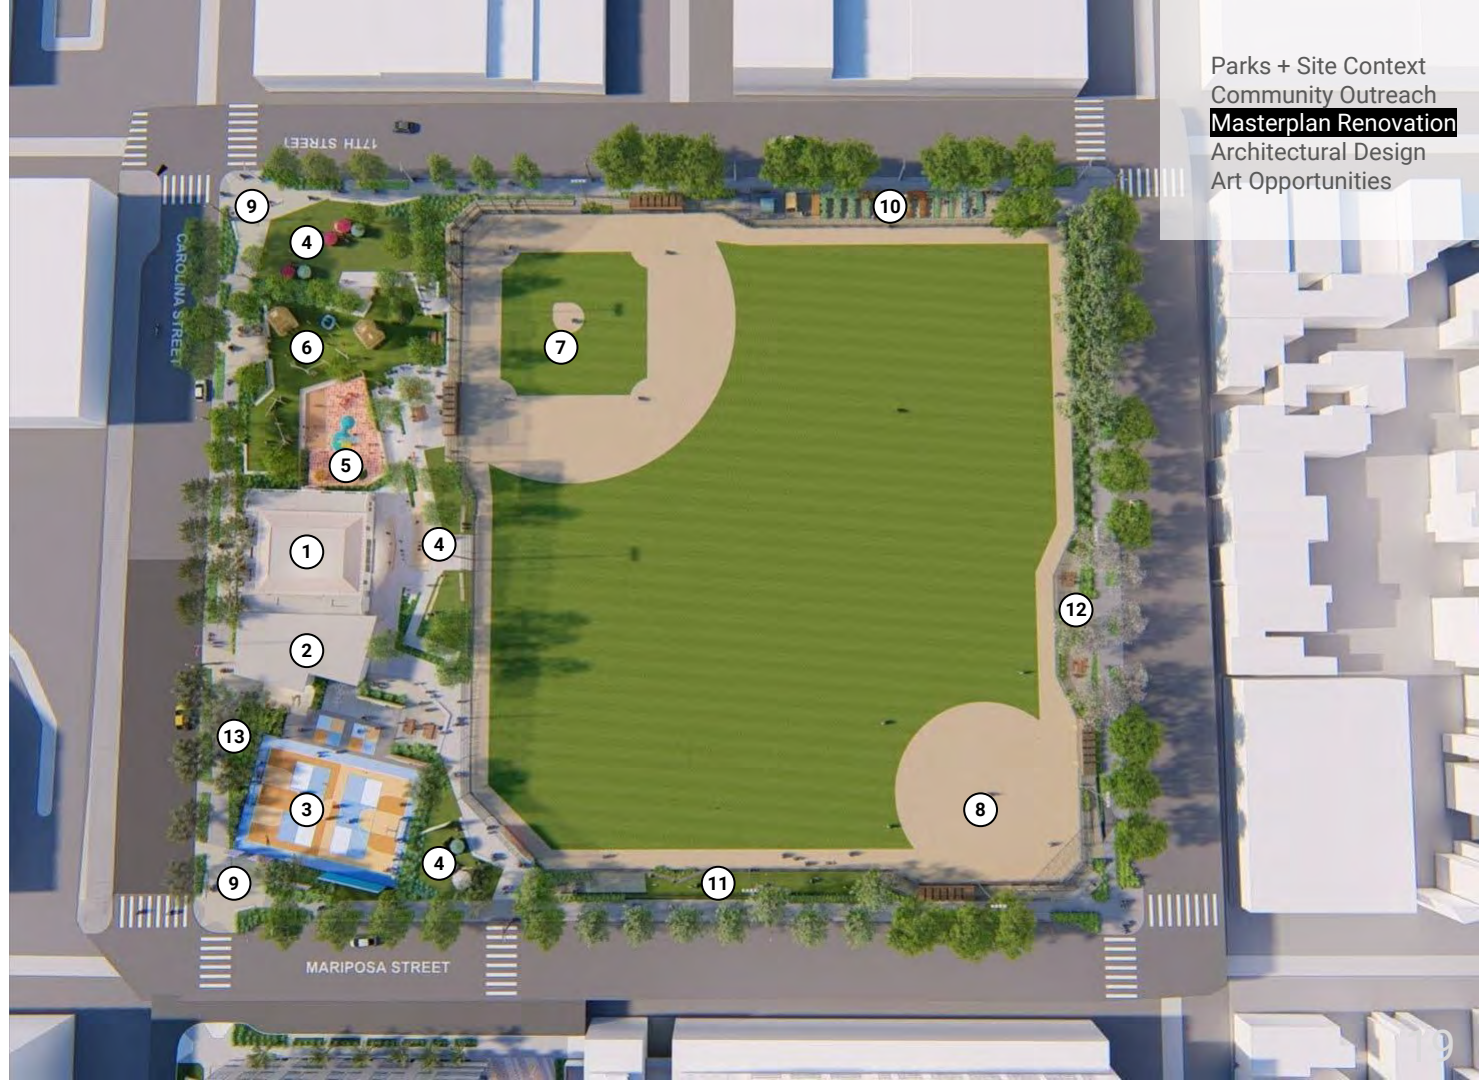 Parks + Site Context
Community Outreach
Masterplan Renovation
Architectural Design
Art Opportunities
17TH STREET
CAROLINA STREET
9
4
10
6
7
5
1
4
12
2
13
3
8
4
9
11
MARIPOSA STREET
19